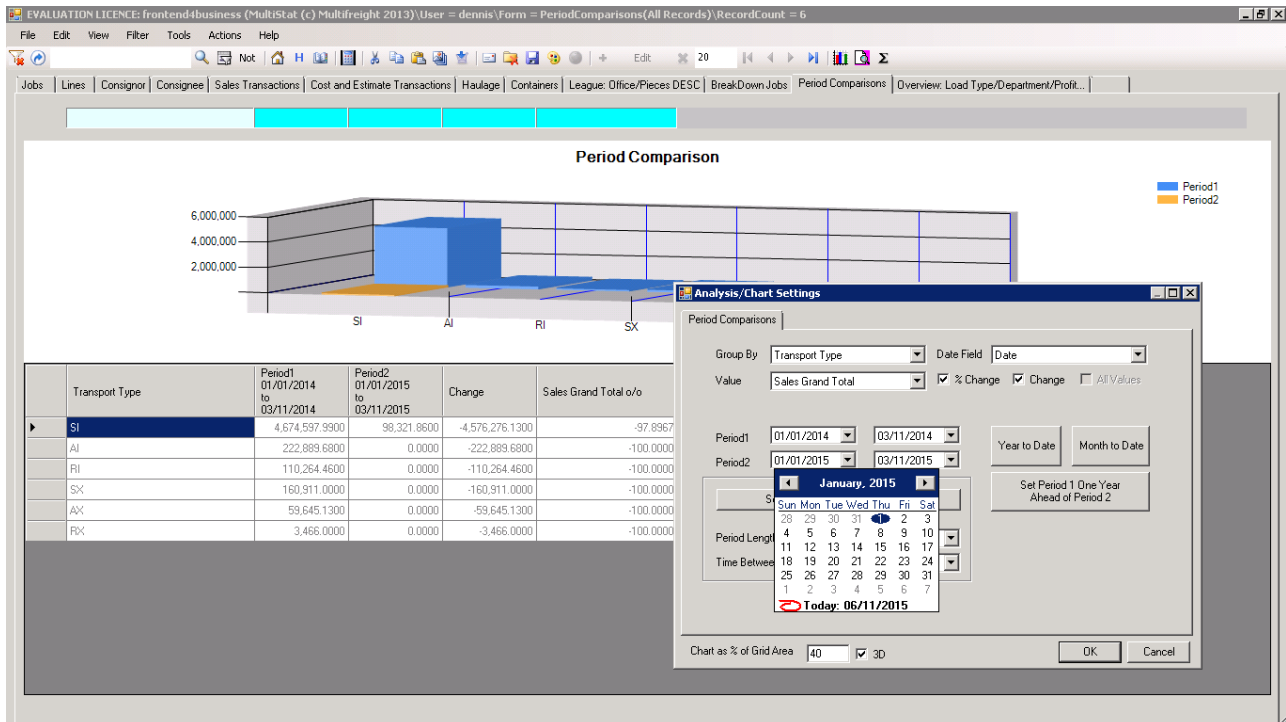 EVALUATION LICENCE: frontend4business (MultiStat (c) Multifreight 2013)\User = dennis\Form = PeriodComparisons(All Records)\RecordCount = 6
File Edit View Filter Tools Actions Help
Not H Edit 20 Σ
Jobs Lines Consignor Consignee Sales Transactions Cost and Estimate Transactions Haulage Containers League: Office/Pieces DESC BreakDown Jobs Period Comparisons Overview: Load Type/Department/Profit...
Period Comparison
Period1
Period2
6,000,000
4,000,000
2,000,000
SI AI RI SX
Transport Type Period1 01/01/2014 to 03/11/2014 Period2 01/01/2015 to 03/11/2015 Change Sales Grand Total o/o
SI 4,674,597.9900 98,321.8600 -4,576,276.1300 -97.8967
AI 222,889.6800 0.0000 -222,889.6800 -100.0000
RI 110,264.4600 0.0000 -110,264.4600 -100.0000
SX 160,911.0000 0.0000 -160,911.0000 -100.0000
AX 59,645.1300 0.0000 -59,645.1300 -100.0000
RX 3,466.0000 0.0000 -3,466.0000 -100.0000
Analysis/Chart Settings
Period Comparisons
Group By Transport Type Date Field Date
Value Sales Grand Total % Change Change All Values
Period1 01/01/2014 03/11/2014 Year to Date Month to Date
Period2 01/01/2015 03/11/2015
Set Period 1 One Year
Ahead of Period 2
January, 2015
Sun Mon Tue Wed Thu Fri Sat
28 29 30 31 1 2 3
4 5 6 7 8 9 10
11 12 13 14 15 16 17
18 19 20 21 22 23 24
25 26 27 28 29 30 31
1 2 3 4 5 6 7
Today: 06/11/2015
Period Lengt
Time Betwee
Chart as % of Grid Area 40 3D OK Cancel